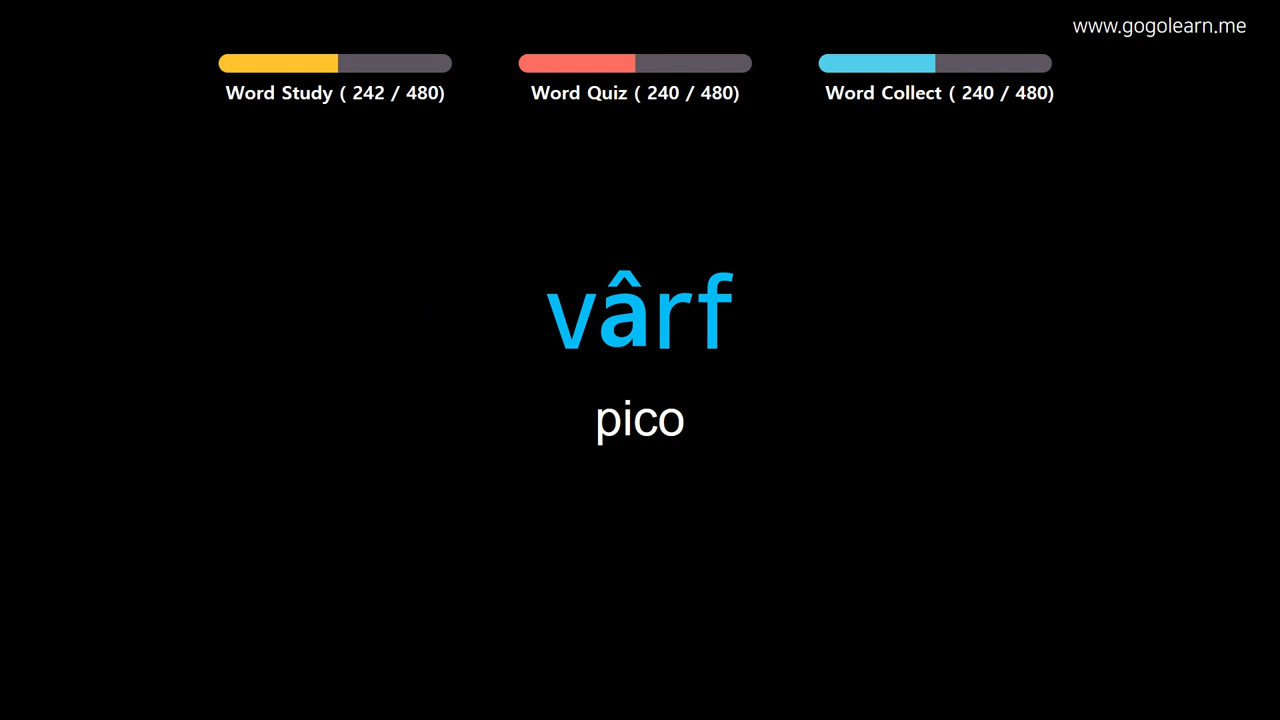 www.gogolearn.me
Word Study ( 242 / 480)
Word Quiz ( 240 / 480)
Word Collect ( 240 / 480)
vârf
pico